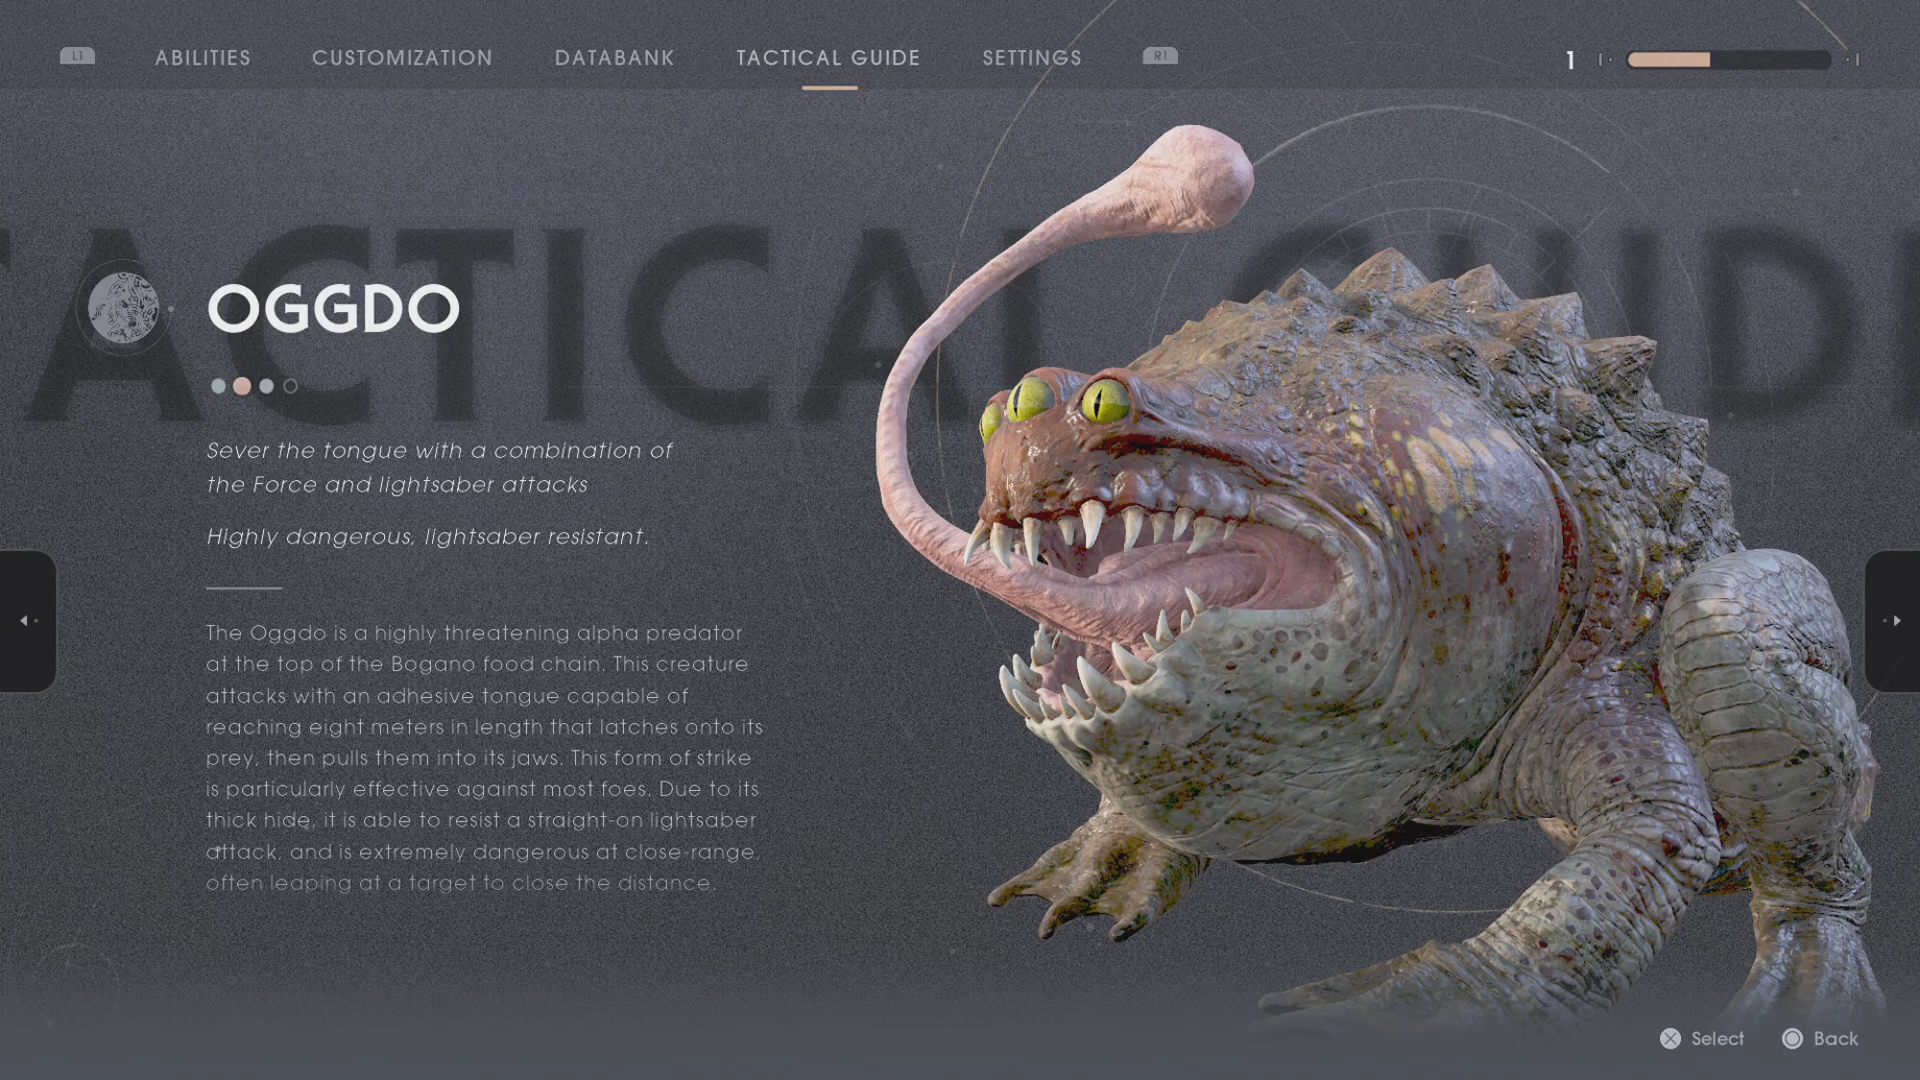 L1 ABILITIES CUSTOMIZATION DATABANK TACTICAL GUIDE SETTINGS R1 1
TACTICAL GUIDE
OGGDO
Sever the tongue with a combination of
the Force and lightsaber attacks
Highly dangerous, lightsaber resistant.
The Oggdo is a highly threatening alpha predator
at the top of the Bogano food chain. This creature
attacks with an adhesive tongue capable of
reaching eight meters in length that latches onto its
prey, then pulls them into its jaws. This form of strike
is particularly effective against most foes. Due to its
thick hide, it is able to resist a straight-on lightsaber
attack, and is extremely dangerous at close-range,
often leaping at a target to close the distance.
Select Back